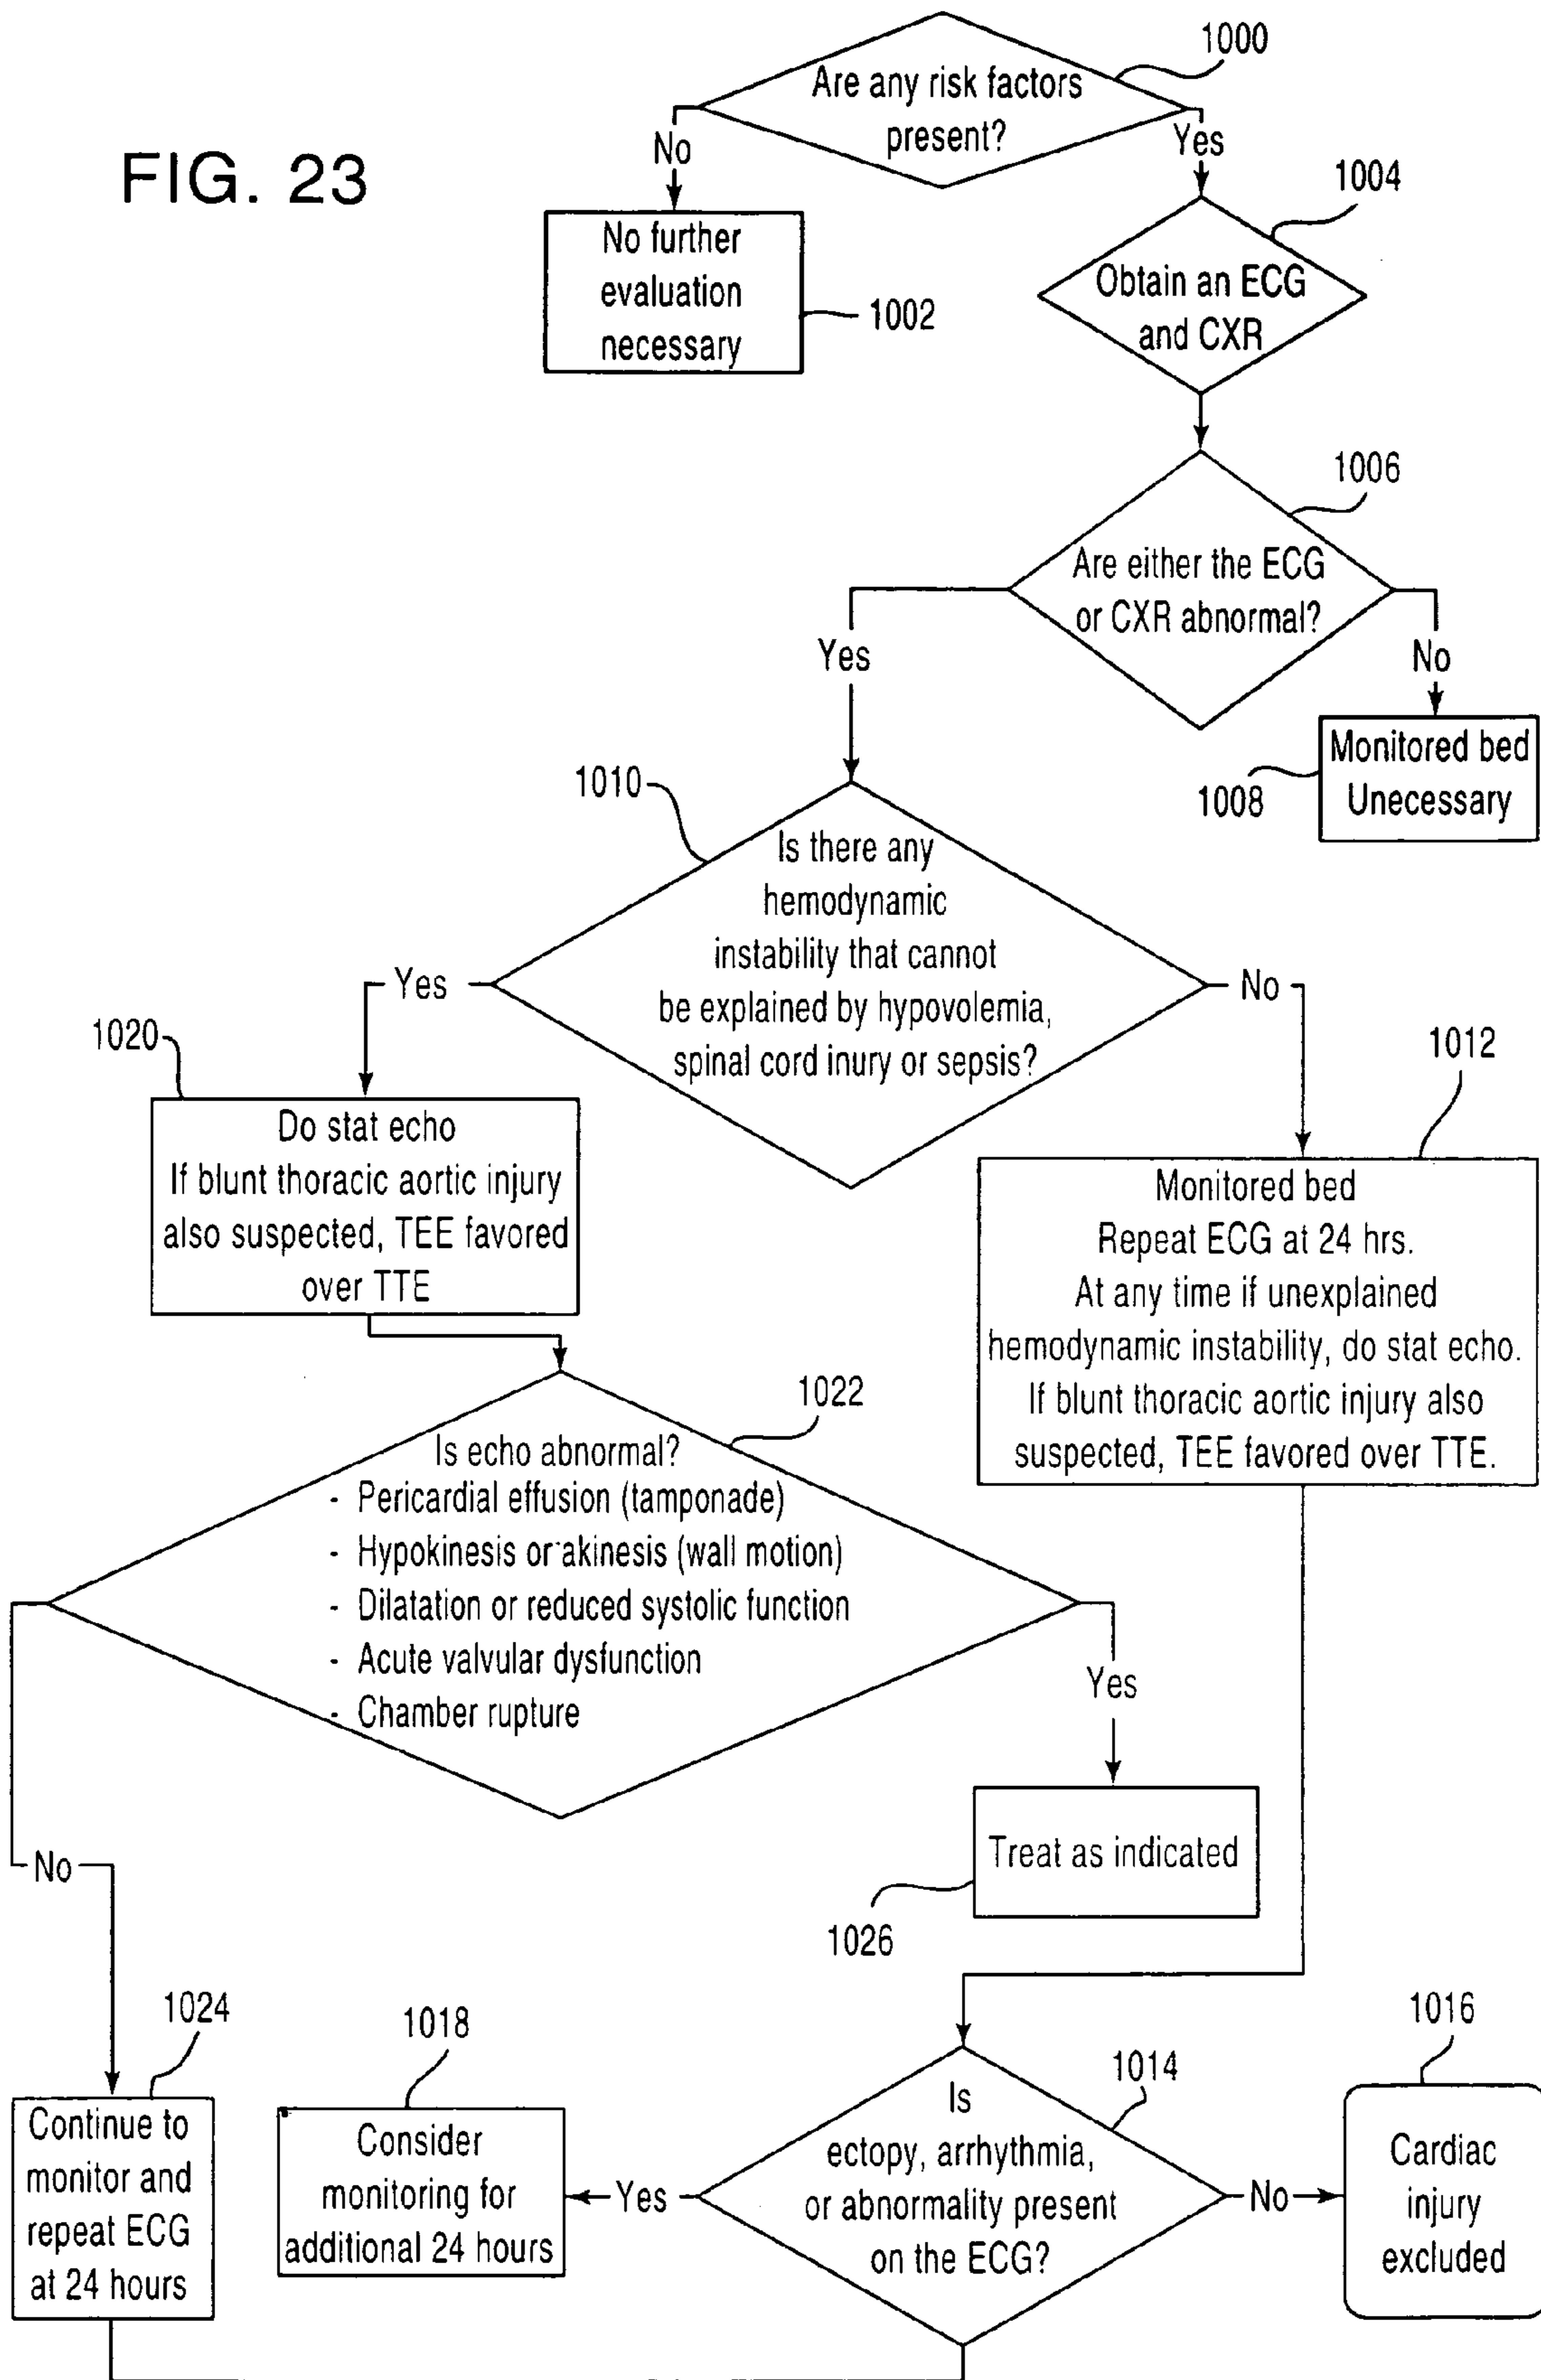 FIG. 23
1000
Are any risk factors
present?
No
Yes
1002
No further
evaluation
necessary
1004
Obtain an ECG
and CXR
1006
Are either the ECG
or CXR abnormal?
Yes
No
1008
Monitored bed
Unecessary
1010
Is there any
hemodynamic
instability that cannot
be explained by hypovolemia,
spinal cord inury or sepsis?
Yes
No
1020
Do stat echo
If blunt thoracic aortic injury
also suspected, TEE favored
over TTE
1012
Monitored bed
Repeat ECG at 24 hrs.
At any time if unexplained
hemodynamic instability, do stat echo.
If blunt thoracic aortic injury also
suspected, TEE favored over TTE.
1022
Is echo abnormal?
- Pericardial effusion (tamponade)
- Hypokinesis or akinesis (wall motion)
- Dilatation or reduced systolic function
- Acute valvular dysfunction
- Chamber rupture
Yes
No
Treat as indicated
1026
1024
Continue to
monitor and
repeat ECG
at 24 hours
1018
Consider
monitoring for
additional 24 hours
Yes
1014
Is
ectopy, arrhythmia,
or abnormality present
on the ECG?
No
1016
Cardiac
injury
excluded